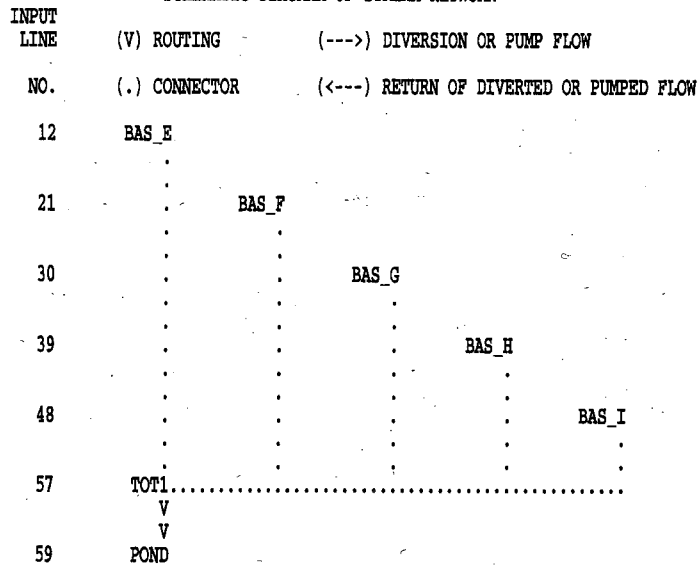 INPUT
LINE (V) ROUTING (--->) DIVERSION OR PUMP FLOW
NO. (.) CONNECTOR (<---) RETURN OF DIVERTED OR PUMPED FLOW
12 BAS_E
21 BAS_F
30 BAS_G
39 BAS_H
48 BAS_I
57 TOT1................................................
V
V
59 POND